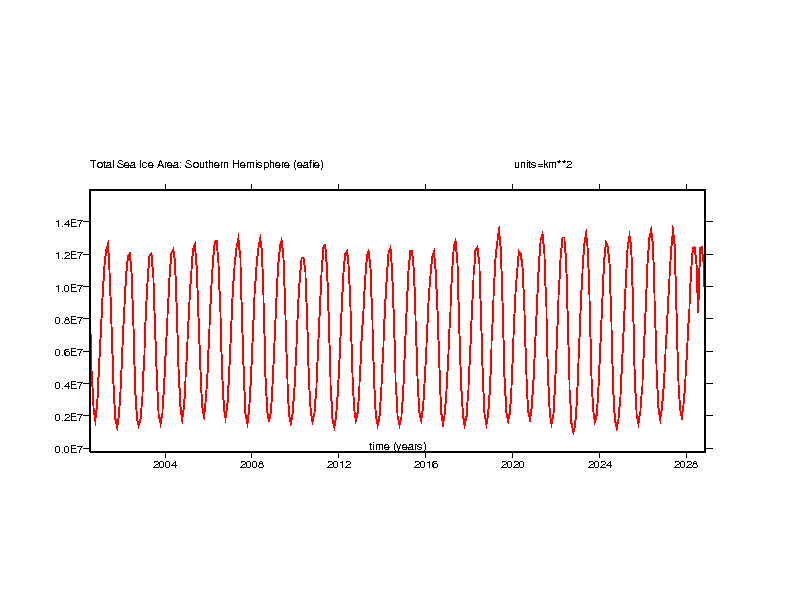 Total Sea Ice Area: Southern Hemisphere (eafie) units=km**2
1.4E7
1.2E7
1.0E7
0.8E7
0.6E7
0.4E7
0.2E7
0.0E7
time (years)
2004 2008 2012 2016 2020 2024 2028